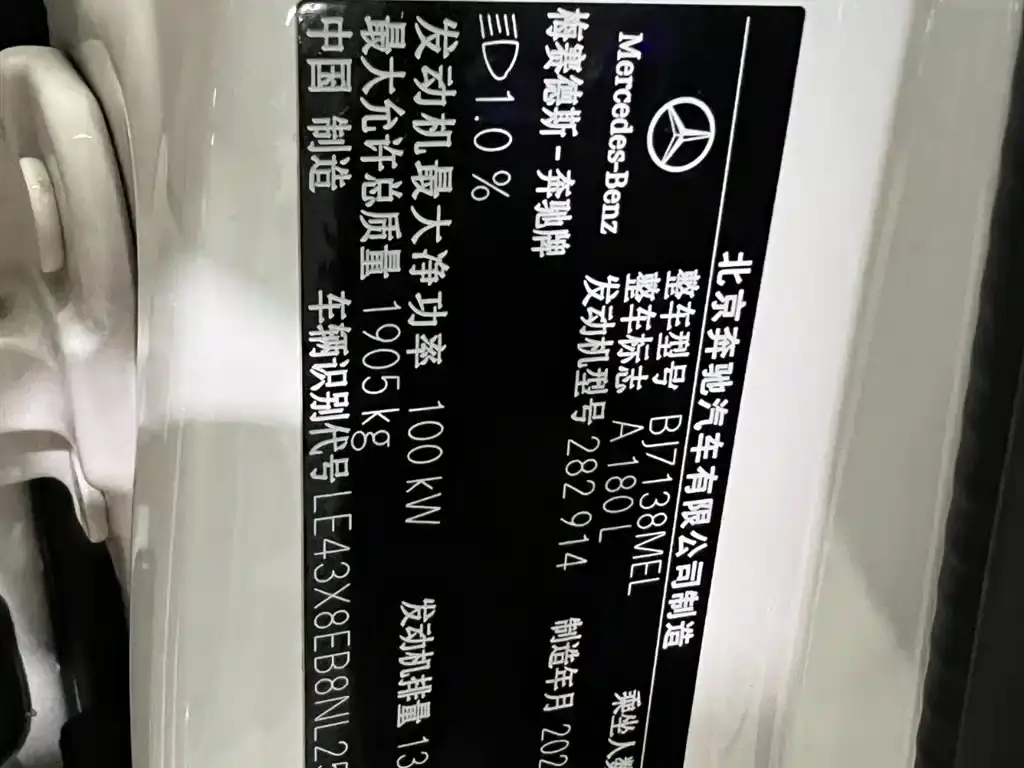 北京奔驰汽车有限公司制造
Mercedes-Benz
梅赛德斯-奔驰牌
整车型号 BJ7138MEL
整车标志 A 180 L
乘坐人数
发动机型号 282 914
制造年月 202
1.0 %
发动机最大净功率 100 kW
发动机排量 13
最大允许总质量 1905 kg
中国 制造
车辆识别代号 LE43X8EB8NL25